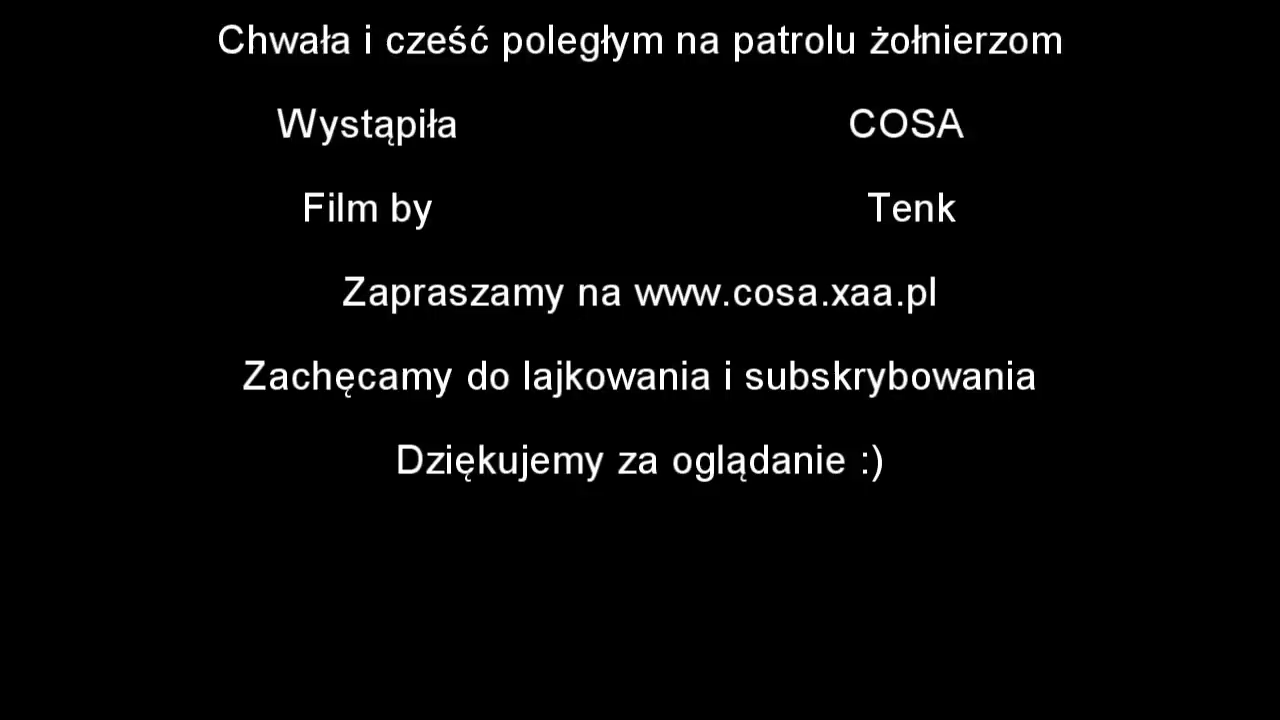 Chwała i cześć poległym na patrolu żołnierzom
Wystąpiła COSA
Film by Tenk
Zapraszamy na www.cosa.xaa.pl
Zachęcamy do lajkowania i subskrybowania
Dziękujemy za oglądanie :)